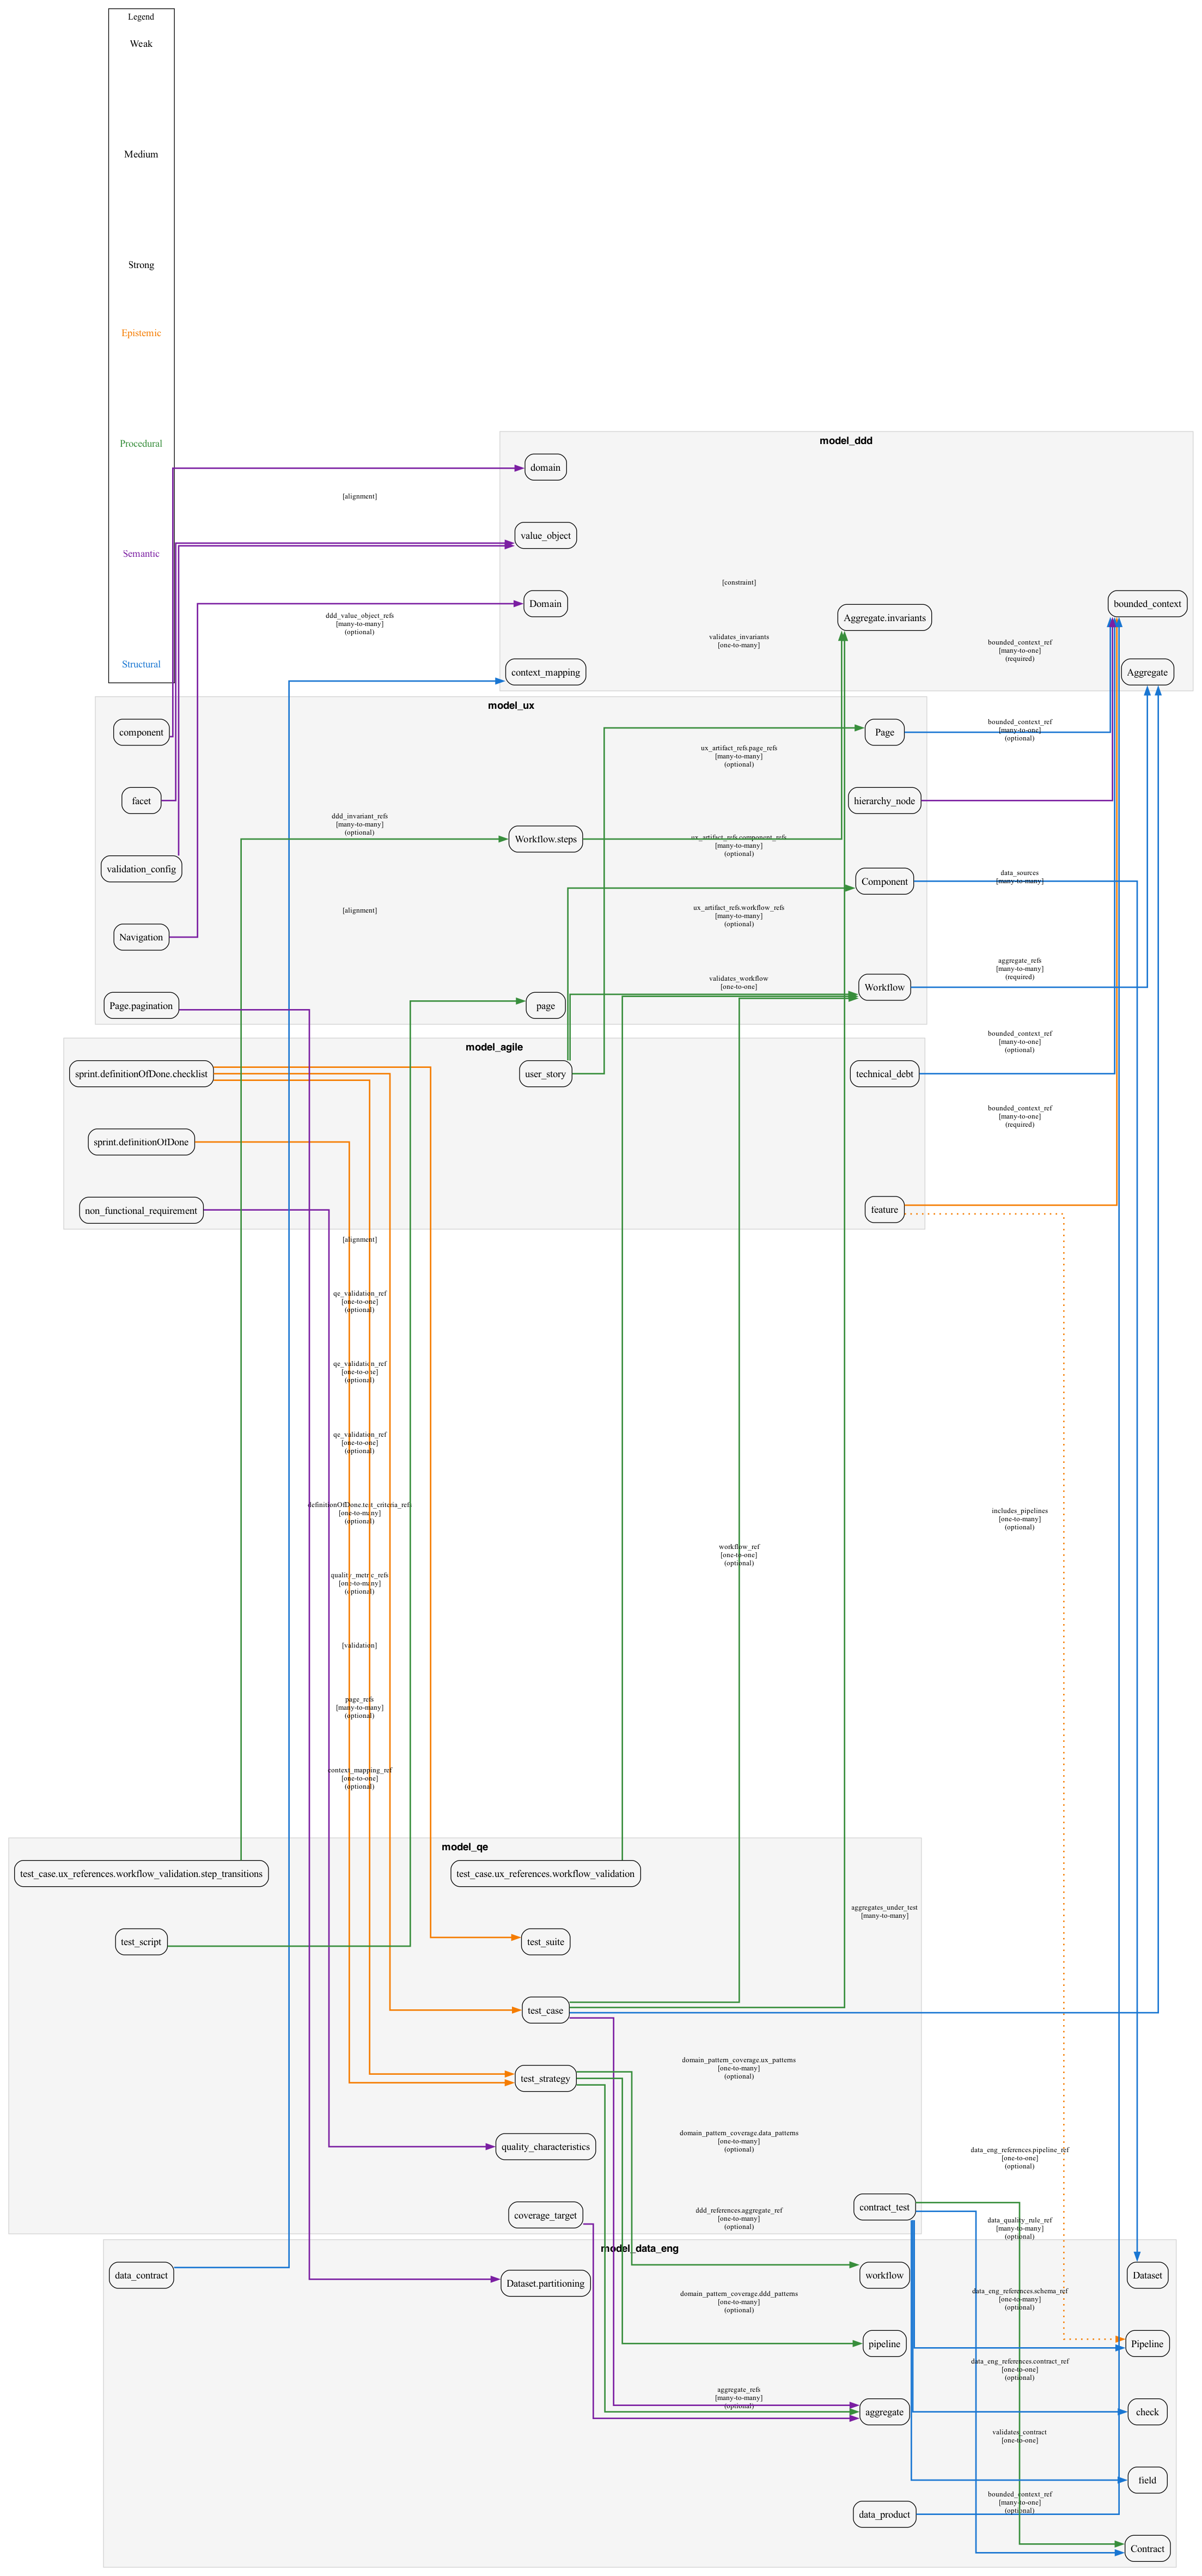 Legend
Weak
Medium
Strong
Epistemic
Procedural
Semantic
Structural
model_ddd
domain
[alignment]
value_object
[constraint]
Domain
bounded_context
Aggregate.invariants
ddd_value_object_refs
[many-to-many]
(optional)
validates_invariants
[one-to-many]
bounded_context_ref
[many-to-one]
(required)
context_mapping
Aggregate
model_ux
component
Page
bounded_context_ref
[many-to-one]
(optional)
ux_artifact_refs.page_refs
[many-to-many]
(optional)
facet
hierarchy_node
ddd_invariant_refs
[many-to-many]
(optional)
Workflow.steps
ux_artifact_refs.component_refs
[many-to-many]
(optional)
validation_config
Component
data_sources
[many-to-many]
[alignment]
ux_artifact_refs.workflow_refs
[many-to-many]
(optional)
Navigation
aggregate_refs
[many-to-many]
(required)
validates_workflow
[one-to-one]
Workflow
Page.pagination
page
model_agile
bounded_context_ref
[many-to-one]
(optional)
sprint.definitionOfDone.checklist
user_story
technical_debt
bounded_context_ref
[many-to-one]
(required)
sprint.definitionOfDone
non_functional_requirement
feature
[alignment]
qe_validation_ref
[one-to-one]
(optional)
qe_validation_ref
[one-to-one]
(optional)
qe_validation_ref
[one-to-one]
(optional)
definitionOfDone.test_criteria_refs
[one-to-many]
(optional)
includes_pipelines
[one-to-many]
(optional)
workflow_ref
[one-to-one]
(optional)
quality_metric_refs
[one-to-many]
(optional)
[validation]
page_refs
[many-to-many]
(optional)
context_mapping_ref
[one-to-one]
(optional)
model_qe
test_case.ux_references.workflow_validation.step_transitions
test_case.ux_references.workflow_validation
aggregates_under_test
[many-to-many]
test_script
test_suite
test_case
domain_pattern_coverage.ux_patterns
[one-to-many]
(optional)
test_strategy
domain_pattern_coverage.data_patterns
[one-to-many]
(optional)
quality_characteristics
data_eng_references.pipeline_ref
[one-to-one]
(optional)
contract_test
coverage_target
ddd_references.aggregate_ref
[one-to-many]
(optional)
data_quality_rule_ref
[many-to-many]
(optional)
model_data_eng
data_contract
Dataset.partitioning
workflow
Dataset
domain_pattern_coverage.ddd_patterns
[one-to-many]
(optional)
data_eng_references.schema_ref
[one-to-many]
(optional)
pipeline
Pipeline
data_eng_references.contract_ref
[one-to-one]
(optional)
aggregate_refs
[many-to-many]
(optional)
aggregate
check
validates_contract
[one-to-one]
field
bounded_context_ref
[many-to-one]
(optional)
data_product
Contract